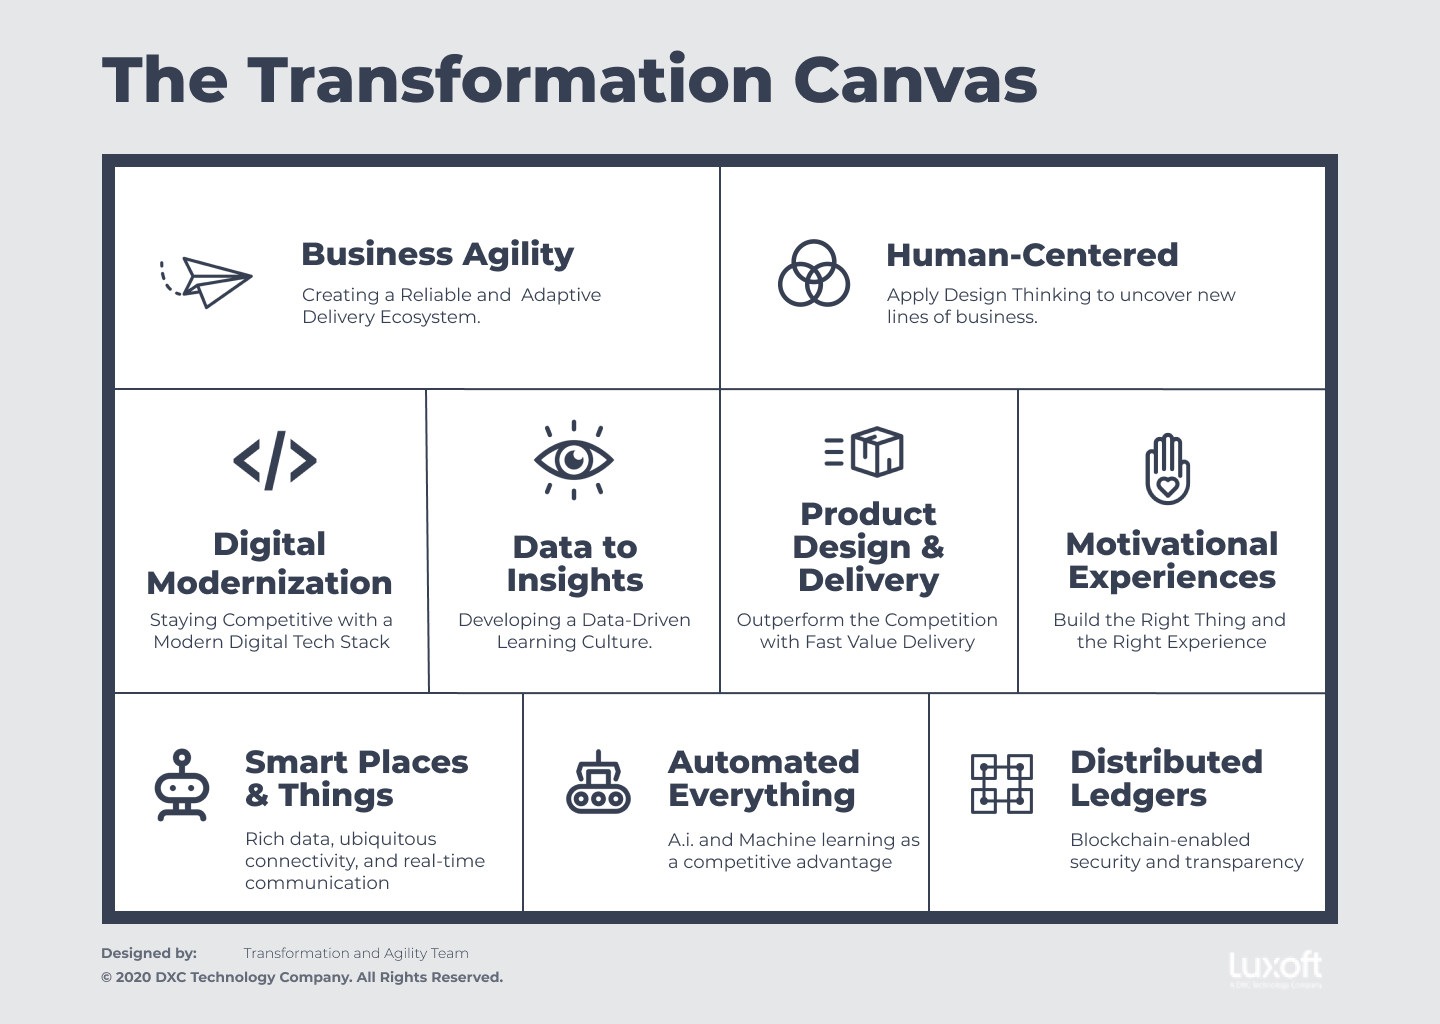 The Transformation Canvas
Business Agility
Creating a Reliable and  Adaptive
Delivery Ecosystem.
Human-Centered
Apply Design Thinking to uncover new
lines of business.
Digital
Modernization
Staying Competitive with a
Modern Digital Tech Stack
Data to
Insights
Developing a Data-Driven
Learning Culture.
Product
Design &
Delivery
Outperform the Competition
with Fast Value Delivery
Motivational
Experiences
Build the Right Thing and
the Right Experience
Smart Places
& Things
Rich data, ubiquitous
connectivity, and real-time
communication
Automated
Everything
A.i. and Machine learning as
a competitive advantage
Distributed
Ledgers
Blockchain-enabled
security and transparency
Designed by: Transformation and Agility Team
© 2020 DXC Technology Company. All Rights Reserved.
Luxoft
A DXC Technology Company